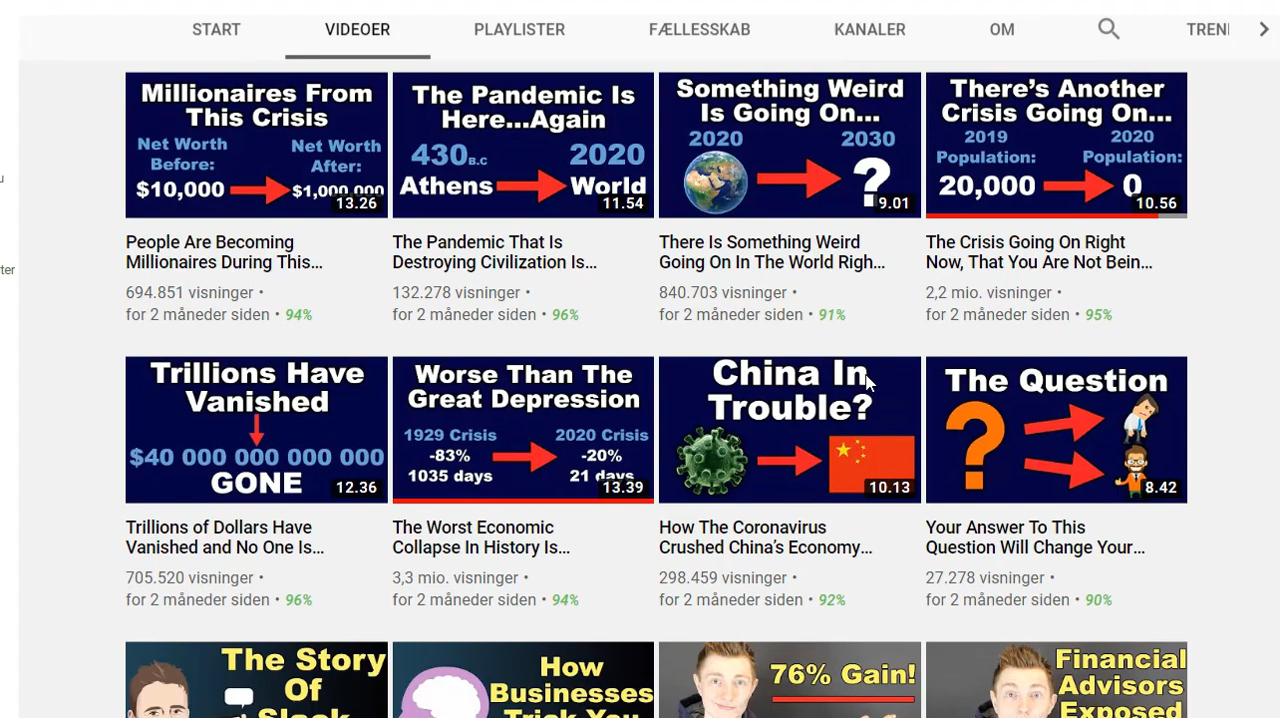 START VIDEOER PLAYLISTER FÆLLESSKAB KANALER OM
Millionaires From
This Crisis
Net Worth
Before:
$10,000
Net Worth
After:
$1,000,000
13.26
The Pandemic Is
Here...Again
430B.C
2020
Athens
World
11.54
Something Weird
Is Going On...
2020
2030
?
9.01
There's Another
Crisis Going On...
2019
Population:
20,000
2020
Population:
0
10.56
People Are Becoming
Millionaires During This...
694.851 visninger •
for 2 måneder siden • 94%
The Pandemic That Is
Destroying Civilization Is...
132.278 visninger •
for 2 måneder siden • 96%
There Is Something Weird
Going On In The World Righ...
840.703 visninger •
for 2 måneder siden • 91%
The Crisis Going On Right
Now, That You Are Not Bein...
2,2 mio. visninger •
for 2 måneder siden • 95%
Trillions Have
Vanished
$40 000 000 000 000
GONE
12.36
Worse Than The
Great Depression
1929 Crisis
-83%
1035 days
2020 Crisis
-20%
21 days
13.39
China In
Trouble?
10.13
The Question
?
8.42
Trillions of Dollars Have
Vanished and No One Is...
705.520 visninger •
for 2 måneder siden • 96%
The Worst Economic
Collapse In History Is...
3,3 mio. visninger •
for 2 måneder siden • 94%
How The Coronavirus
Crushed China's Economy...
298.459 visninger •
for 2 måneder siden • 92%
Your Answer To This
Question Will Change Your...
27.278 visninger •
for 2 måneder siden • 90%
The Story
Of
Slack
How
Businesses
Trick You
76% Gain!
Financial
Advisors
Exposed